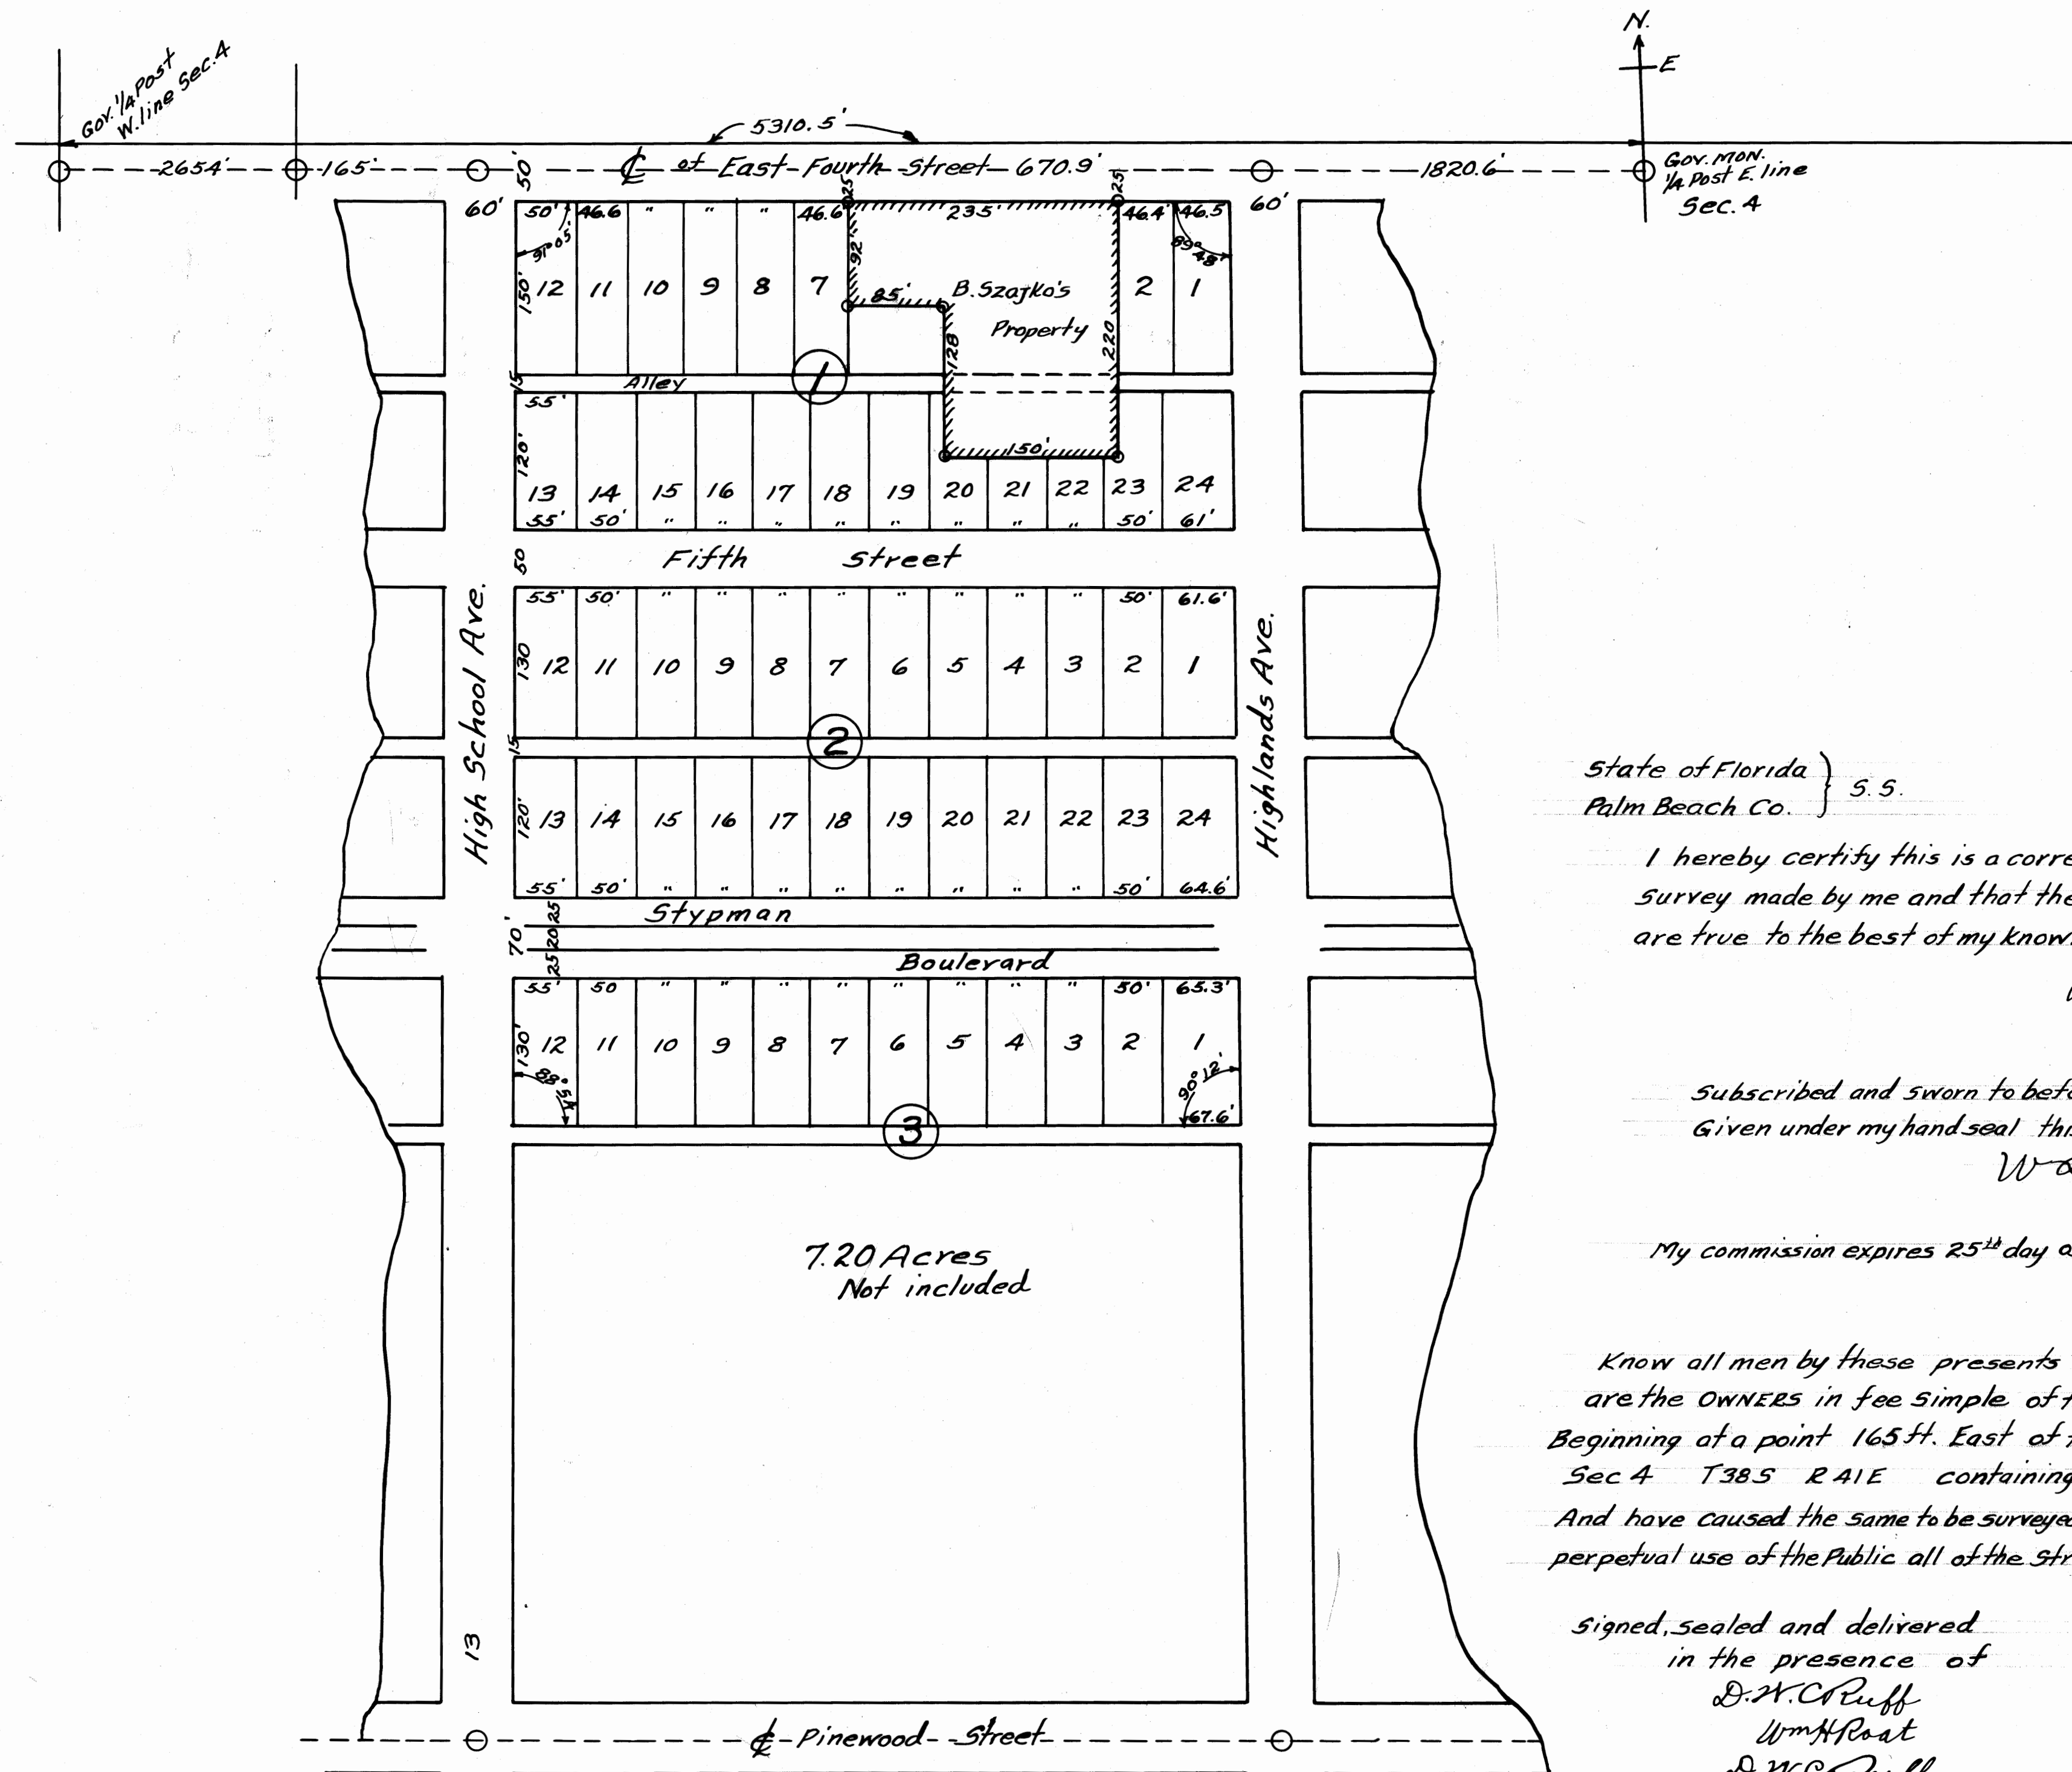 N.
E
Gov. 1/4 Post
W. line Sec. 4
5310.5'
2654' 165' 50' ℄ of East Fourth Street 670.9' 1820.6'
Gov. MON.
1/4 Post E. line
Sec. 4
60' 50' 46.6 " " " 46.6' 25 235' 25 46.4' 46.5 60'
91°05' 92' 89°48'
150' 12 11 10 9 8 7 85' B. Szajko's 2 1
Property
128 220
15 Alley 1
55'
120' 150'
13 14 15 16 17 18 19 20 21 22 23 24
55' 50' " " " " " " " " 50' 61'
50 Fifth Street
55' 50' " " " " " " " " 50' 61.6'
High School Ave.
Highlands Ave.
130 12 11 10 9 8 7 6 5 4 3 2 1
15 2
120' 13 14 15 16 17 18 19 20 21 22 23 24
55' 50' " " " " " " " " 50' 64.6'
70' 25 20 25 Stypman
Boulevard
55' 50 " " " " " " " " 50' 65.3'
130' 12 11 10 9 8 7 6 5 4 3 2 1
88° 45' 90°12'
67.6'
3
7.20 Acres
Not included
13
℄ Pinewood Street
State of Florida } S.S.
Palm Beach Co.
I hereby certify this is a corre
survey made by me and that the
are true to the best of my know.
Subscribed and sworn to befo
Given under my hand seal thi
My commission expires 25th day o
Know all men by these presents
are the OWNERS in fee simple of t
Beginning at a point 165 ft. East of t
Sec 4 T38S R41E containing
And have caused the same to be surveyed
perpetual use of the Public all of the Str
Signed, sealed and delivered
in the presence of
D.W.C Ruff
Wm H Roat
D.W.C. Ruff